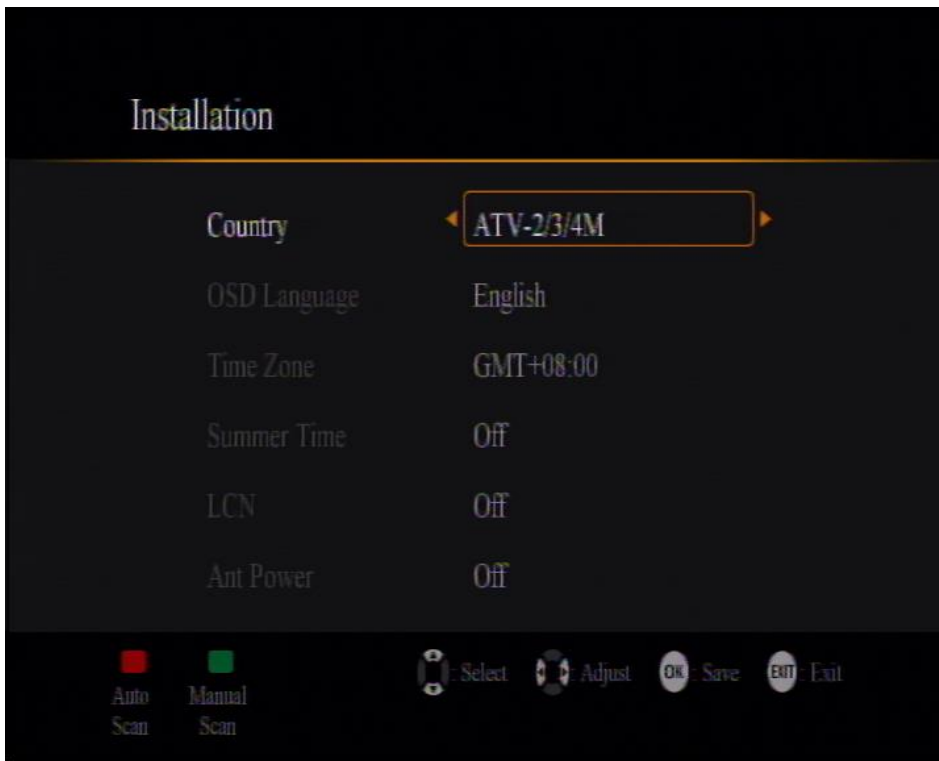 Installation
Country ATV-2/3/4M
OSD Language English
Time Zone GMT+08:00
Summer Time Off
LCN Off
Ant Power Off
: Select : Adjust OK : Save EXIT : Exit
Auto Scan
Manual Scan